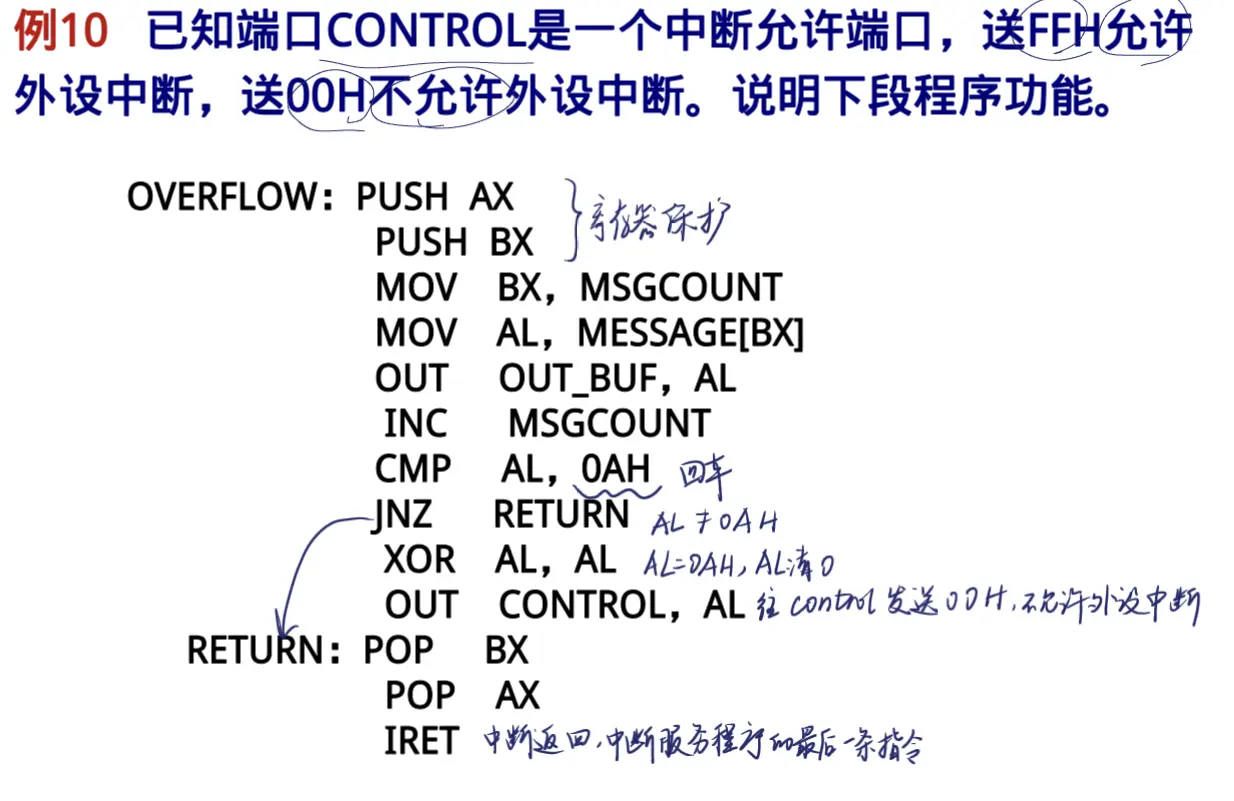 例10 已知端口CONTROL是一个中断允许端口，送FFH允许
外设中断，送00H不允许外设中断。说明下段程序功能。
OVERFLOW：PUSH AX
PUSH BX
寄存器保护
MOV BX，MSGCOUNT
MOV AL，MESSAGE[BX]
OUT OUT_BUF，AL
INC MSGCOUNT
CMP AL，0AH 回车
JNZ RETURN AL≠0AH
XOR AL，AL AL=0AH，AL清0
OUT CONTROL，AL 往control发送00H，不允许外设中断
RETURN：POP BX
POP AX
IRET 中断返回，中断服务程序的最后一条指令